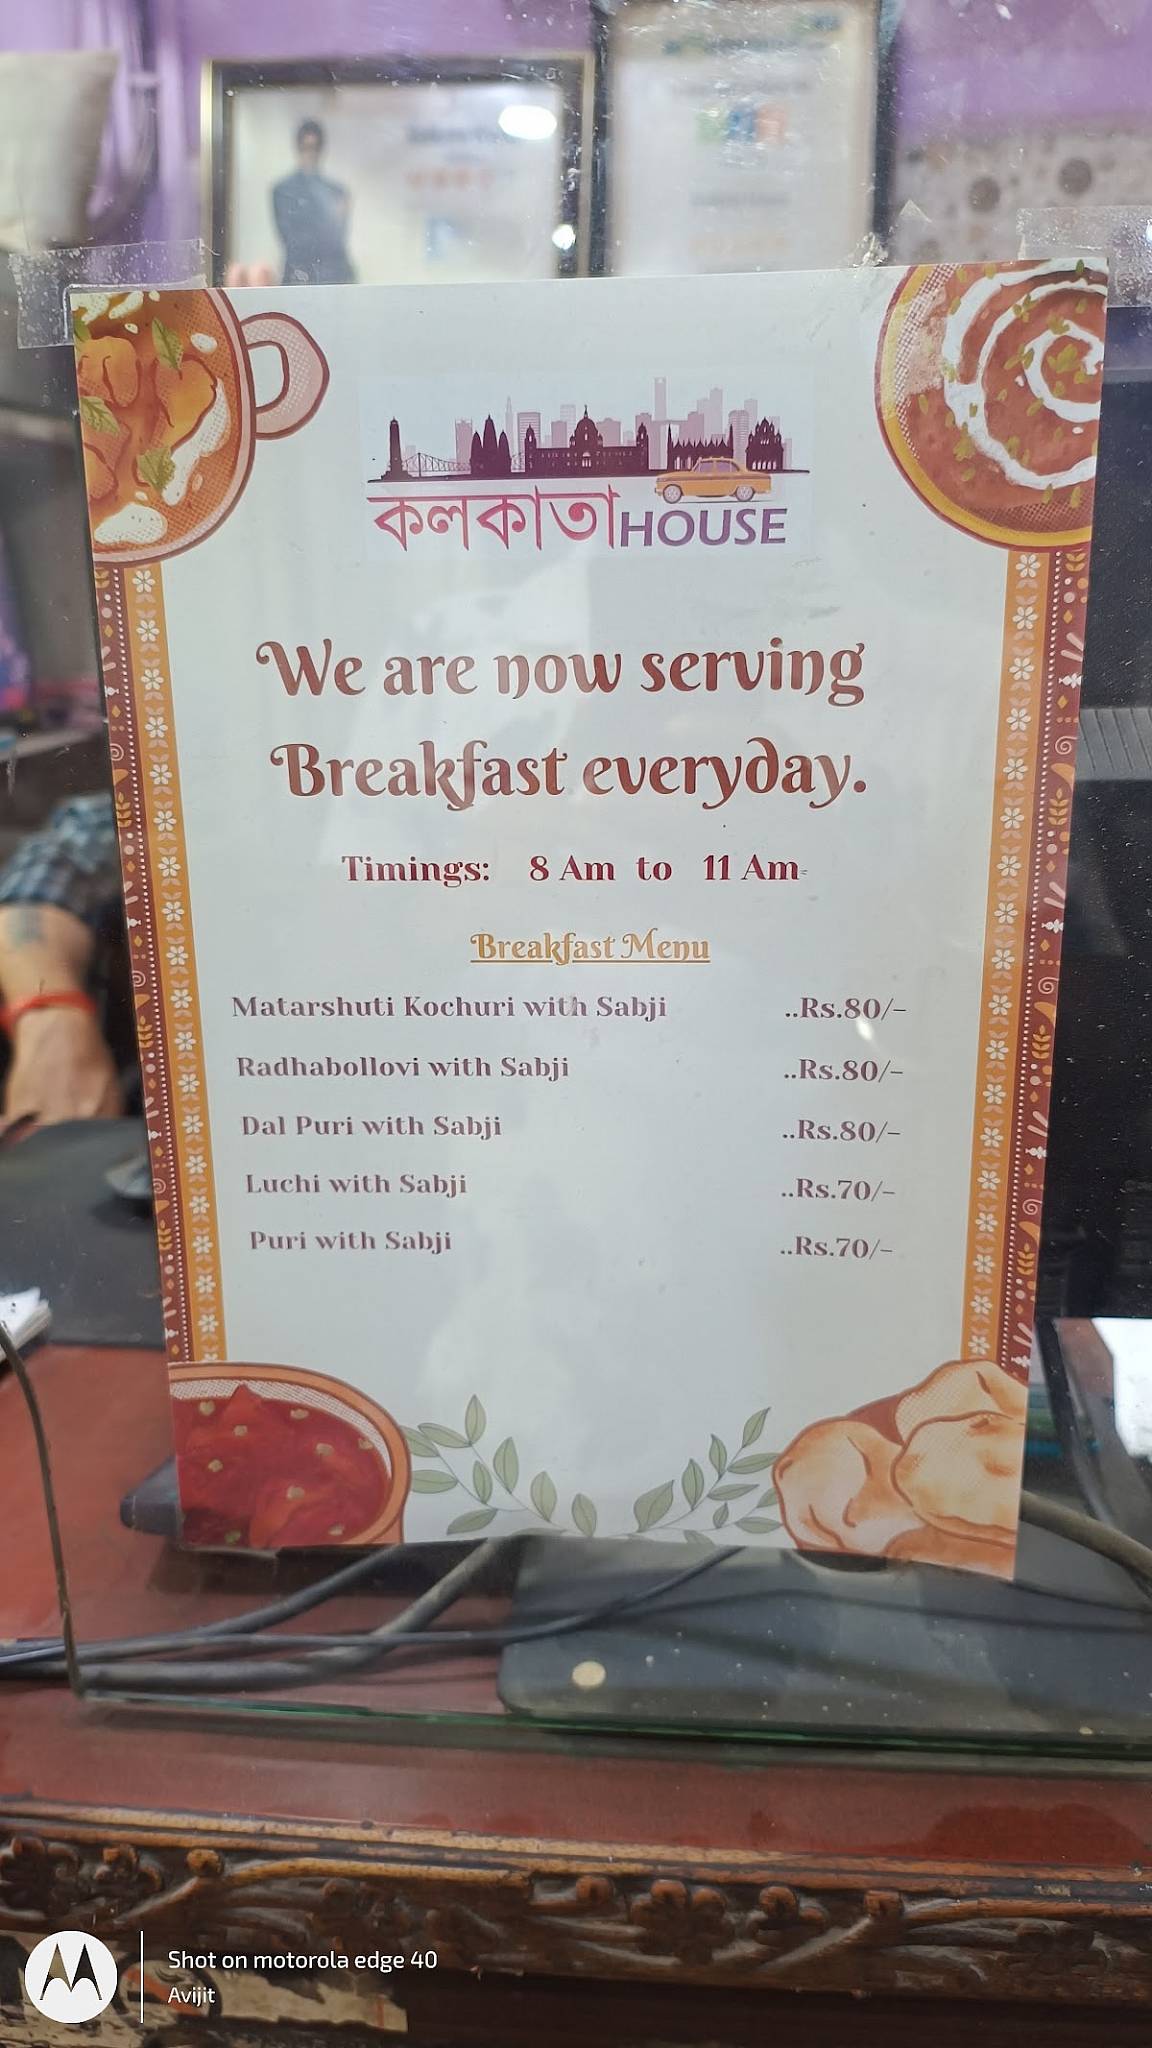 কলকাতা HOUSE
We are now serving
Breakfast everyday.
Timings: 8 Am to 11 Am
Breakfast Menu
Matarshuti Kochuri with Sabji ..Rs.80/-
Radhabollovi with Sabji ..Rs.80/-
Dal Puri with Sabji ..Rs.80/-
Luchi with Sabji ..Rs.70/-
Puri with Sabji ..Rs.70/-
Shot on motorola edge 40
Avijit